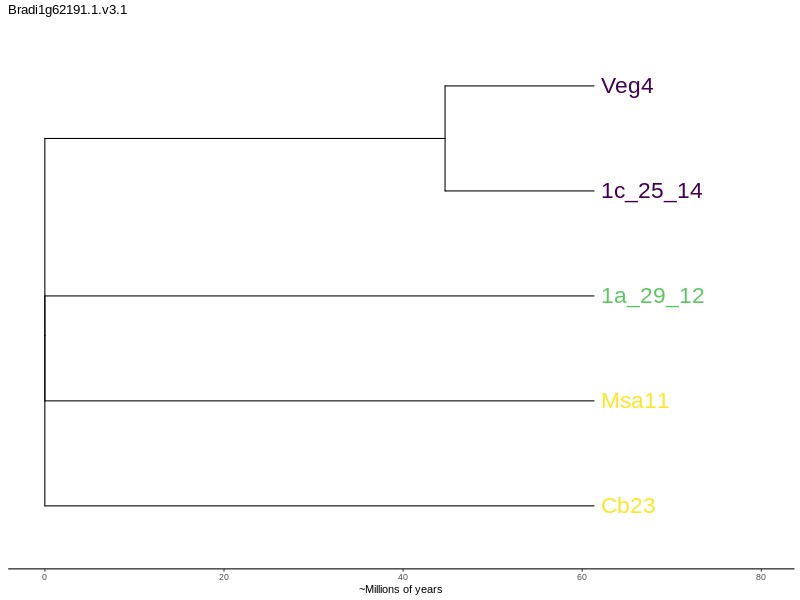 Bradi1g62191.1.v3.1
Veg4
1c_25_14
1a_29_12
Msa11
Cb23
0 20 40 60 80
~Millions of years